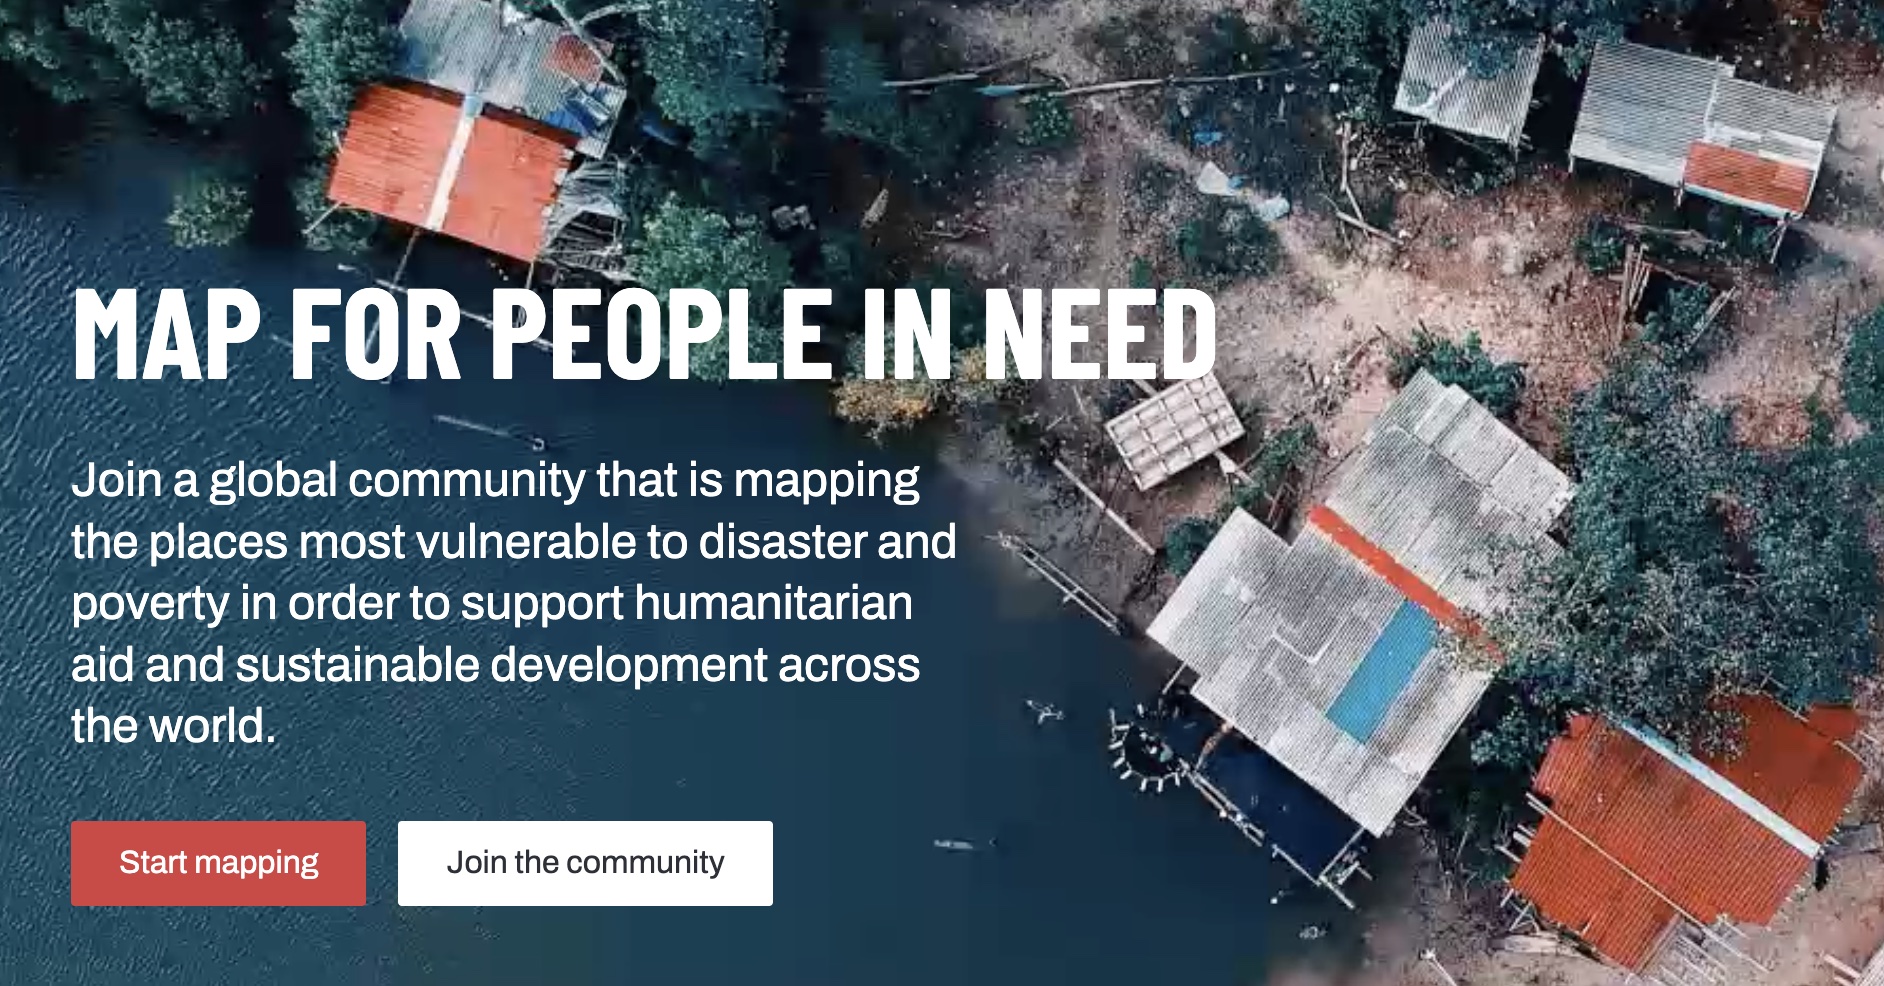 MAP FOR PEOPLE IN NEED
Join a global community that is mapping
the places most vulnerable to disaster and
poverty in order to support humanitarian
aid and sustainable development across
the world.
Start mapping
Join the community